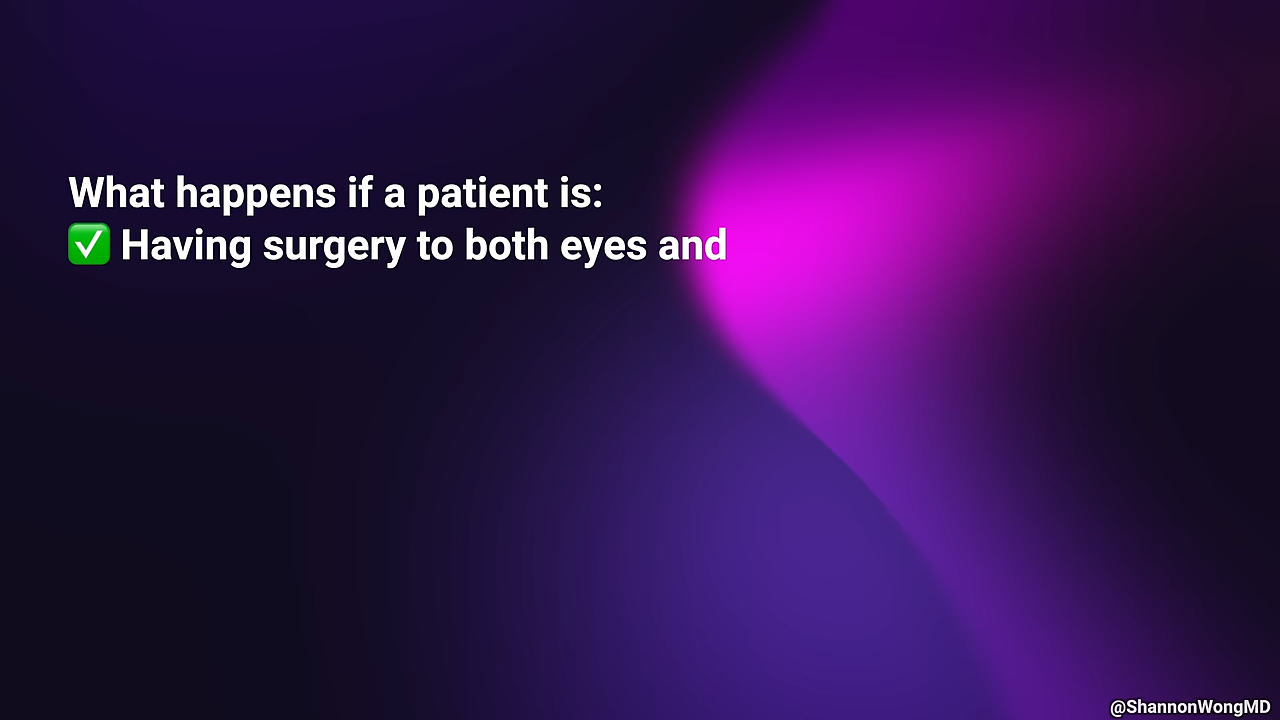 What happens if a patient is:
✅ Having surgery to both eyes and
@ShannonWongMD